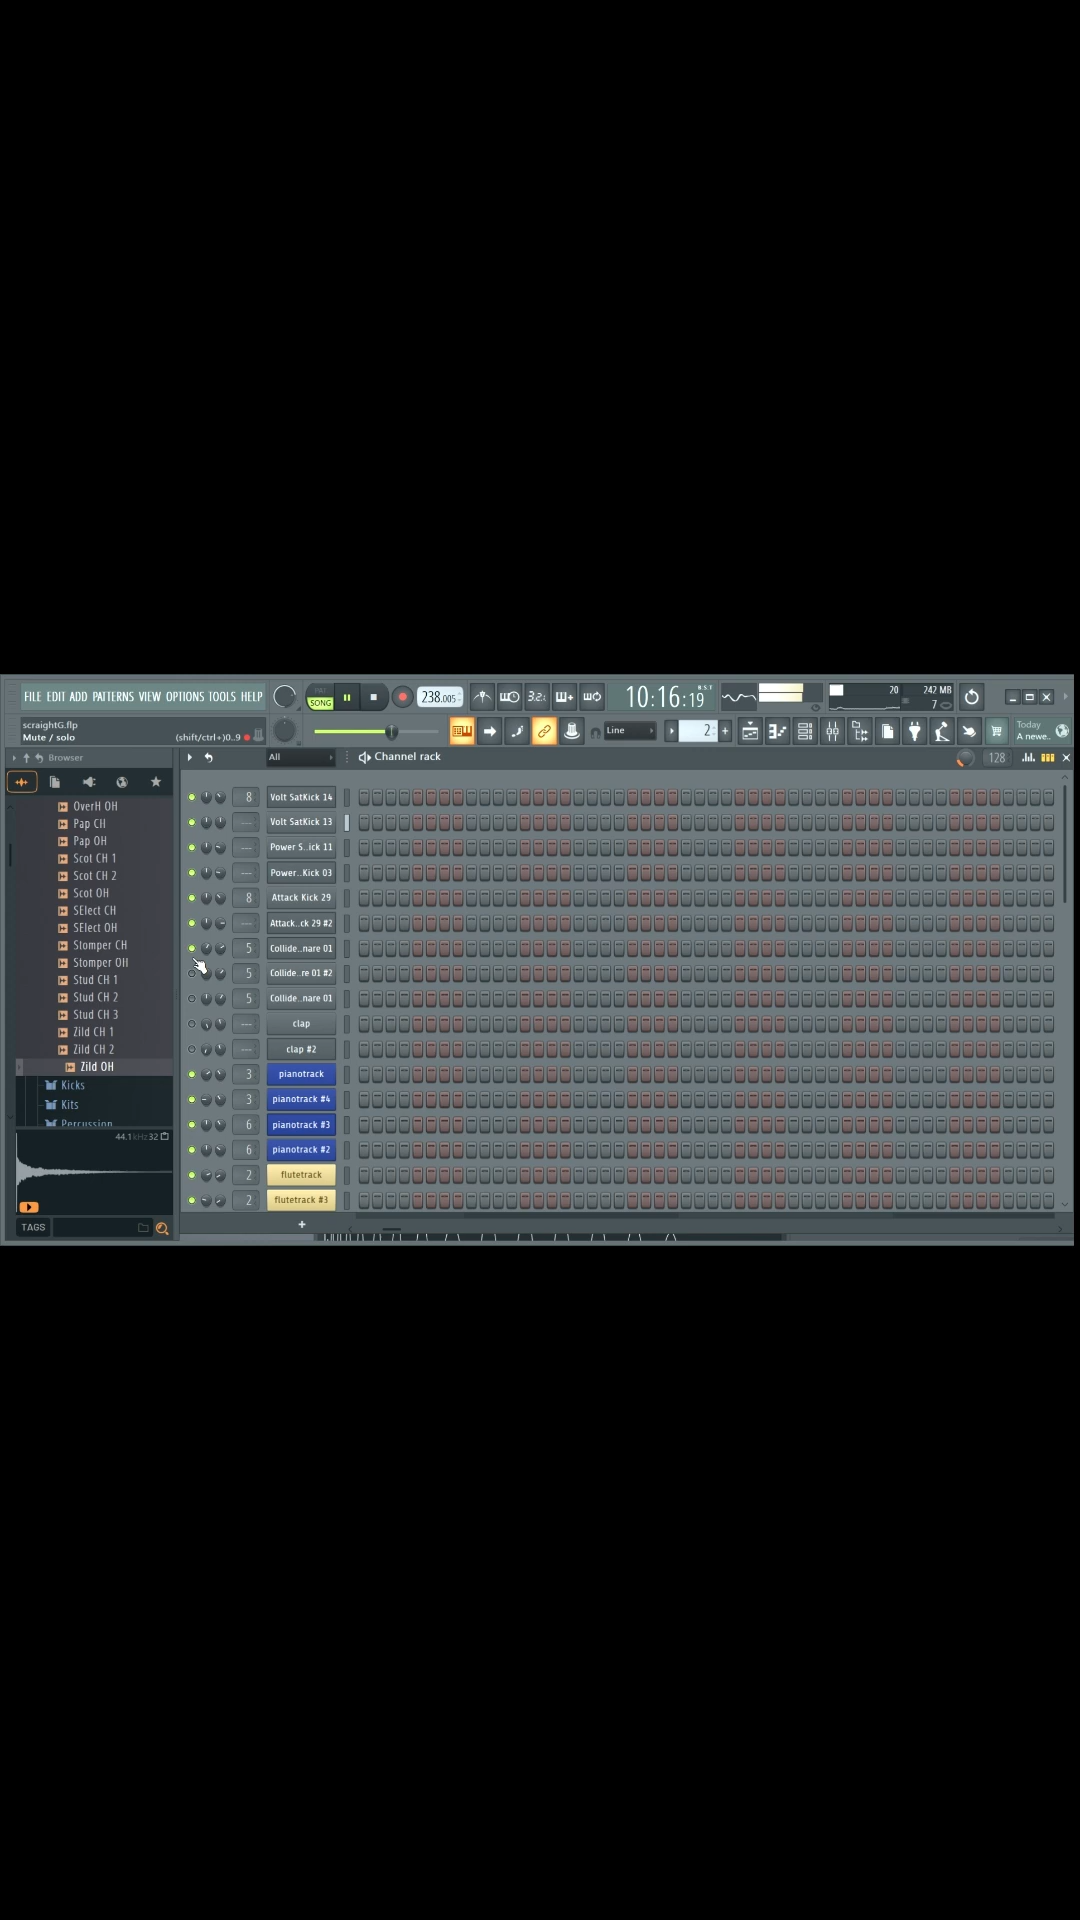 FILE EDIT ADD PATTERNS VIEW OPTIONS TOOLS HELP
SONG
238.005
3.2.
10:16:19
20
242 MB
7
scraightG.flp
Mute / solo
(shift/ctrl+)0..9
Line
2
Today
A newe..
Browser
All
Channel rack
128
OverH OH
Pap CH
Pap OH
Scot CH 1
Scot CH 2
Scot OH
SElect CH
SElect OH
Stomper CH
Stomper OH
Stud CH 1
Stud CH 2
Stud CH 3
Zild CH 1
Zild CH 2
Zild OH
Kicks
Kits
Percussion
44.1kHz 32
TAGS
8 Volt SatKick 14
--- Volt SatKick 13
--- Power S..ick 11
--- Power..Kick 03
8 Attack Kick 29
--- Attack..ck 29 #2
5 Collide..nare 01
5 Collide..re 01 #2
5 Collide..nare 01
--- clap
--- clap #2
3 pianotrack
3 pianotrack #4
6 pianotrack #3
6 pianotrack #2
2 flutetrack
2 flutetrack #3
+